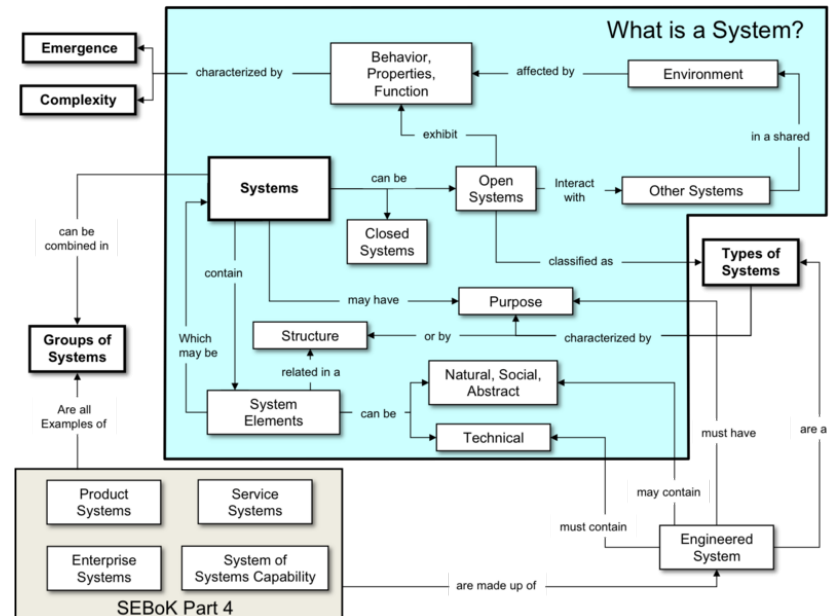 What is a System?
Emergence
Complexity
characterized by
Behavior,
Properties,
Function
affected by
Environment
exhibit
in a shared
Systems
can be
Open
Systems
Interact
with
Other Systems
Closed
Systems
can be
combined in
contain
classified as
Types of
Systems
may have
Purpose
Groups of
Systems
Which
may be
Structure
or by
characterized by
related in a
Natural, Social,
Abstract
System
Elements
can be
Technical
Are all
Examples of
must have
are a
may contain
must contain
Product
Systems
Service
Systems
Engineered
System
Enterprise
Systems
System of
Systems Capability
are made up of
SEBoK Part 4